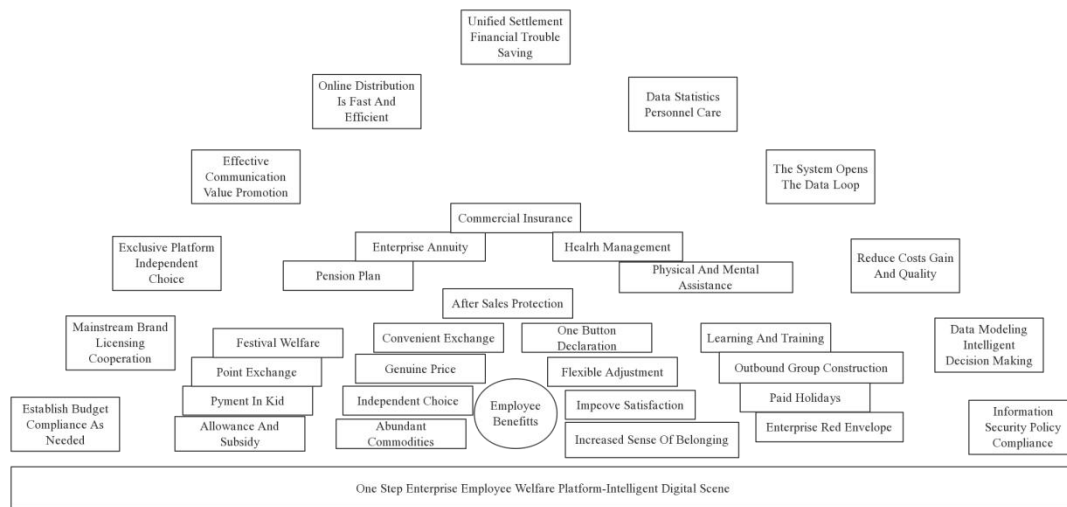 Unified Settlement
Financial Trouble
Saving
Online Distribution
Is Fast And
Efficient
Data Statistics
Personnel Care
Effective
Communication
Value Promotion
The System Opens
The Data Loop
Commercial Insurance
Exclusive Platform
Independent
Choice
Enterprise Annuity
Healrh Management
Reduce Costs Gain
And Quality
Pension Plan
Physical And Mental
Assistance
After Sales Protection
Mainstream Brand
Licensing
Cooperation
Festival Welfare
Convenient Exchange
One Button
Declaration
Learning And Training
Data Modeling
Intelligent
Decision Making
Point Exchange
Genuine Price
Flexible Adjustment
Outbound Group Construction
Establish Budget
Compliance As
Needed
Pyment In Kid
Independent Choice
Employee
Benefitts
Impeove Satisfaction
Paid Holidays
Information
Security Policy
Compliance
Allowance And
Subsidy
Abundant
Commodities
Increased Sense Of Belonging
Enterprise Red Envelope
One Step Enterprise Employee Welfare Platform-Intelligent Digital Scene